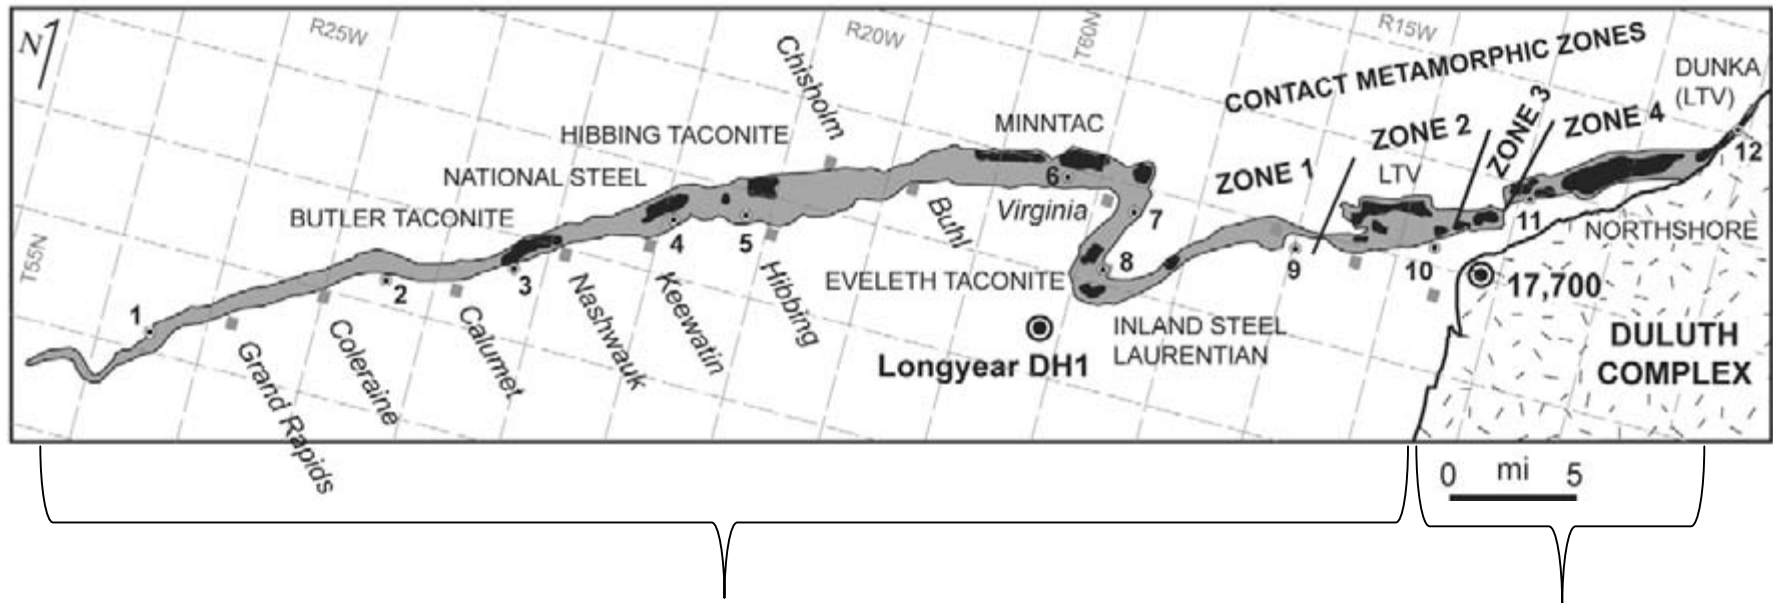 N
R25W
R20W
T60N
R15W
CONTACT METAMORPHIC ZONES
DUNKA
(LTV)
Chisholm
HIBBING TACONITE
MINNTAC
ZONE 2
ZONE 3
ZONE 4
12
NATIONAL STEEL
6
ZONE 1
LTV
BUTLER TACONITE
4
5
Buhl
Virginia
7
11
NORTHSHORE
T55N
1
2
3
Nashwauk
Keewatin
Hibbing
EVELETH TACONITE
8
9
10
17,700
Grand Rapids
Coleraine
Calumet
Longyear DH1
INLAND STEEL
LAURENTIAN
DULUTH
COMPLEX
0 mi 5